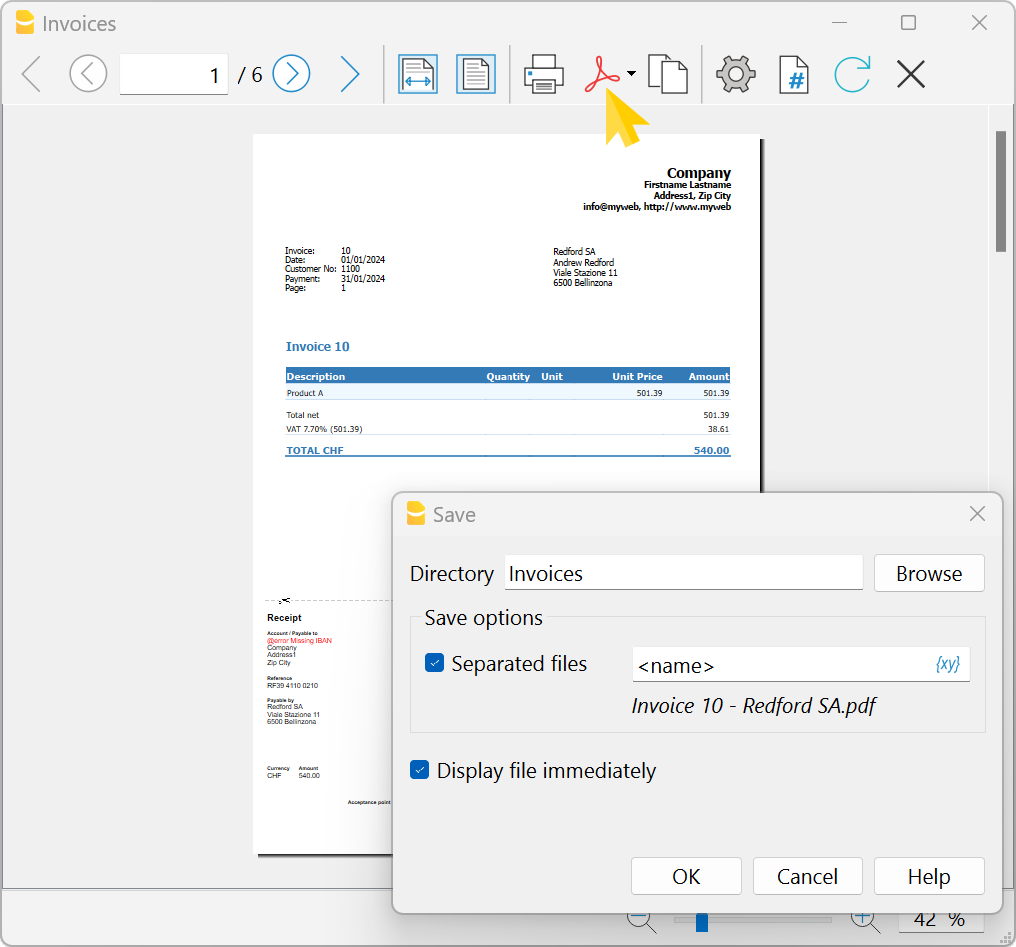 Invoices
1 / 6
#
Company
Firstname Lastname
Address1, Zip City
info@myweb, http://www.myweb
Invoice: 10
Date: 01/01/2024
Customer No: 1100
Payment: 31/01/2024
Page: 1
Redford SA
Andrew Redford
Viale Stazione 11
6500 Bellinzona
Invoice 10
Description Quantity Unit Unit Price Amount
Product A 501.39 501.39
Total net 501.39
VAT 7.70% (501.39) 38.61
TOTAL CHF 540.00
Receipt
Account / Payable to
@error Missing IBAN
Company
Address1
Zip City
Reference
RF39 4110 0210
Payable by
Redford SA
Viale Stazione 11
6500 Bellinzona
Currency Amount
CHF 540.00
Acceptance point
Save
Directory Invoices Browse
Save options
Separated files <name> {xy}
Invoice 10 - Redford SA.pdf
Display file immediately
OK Cancel Help
42 %